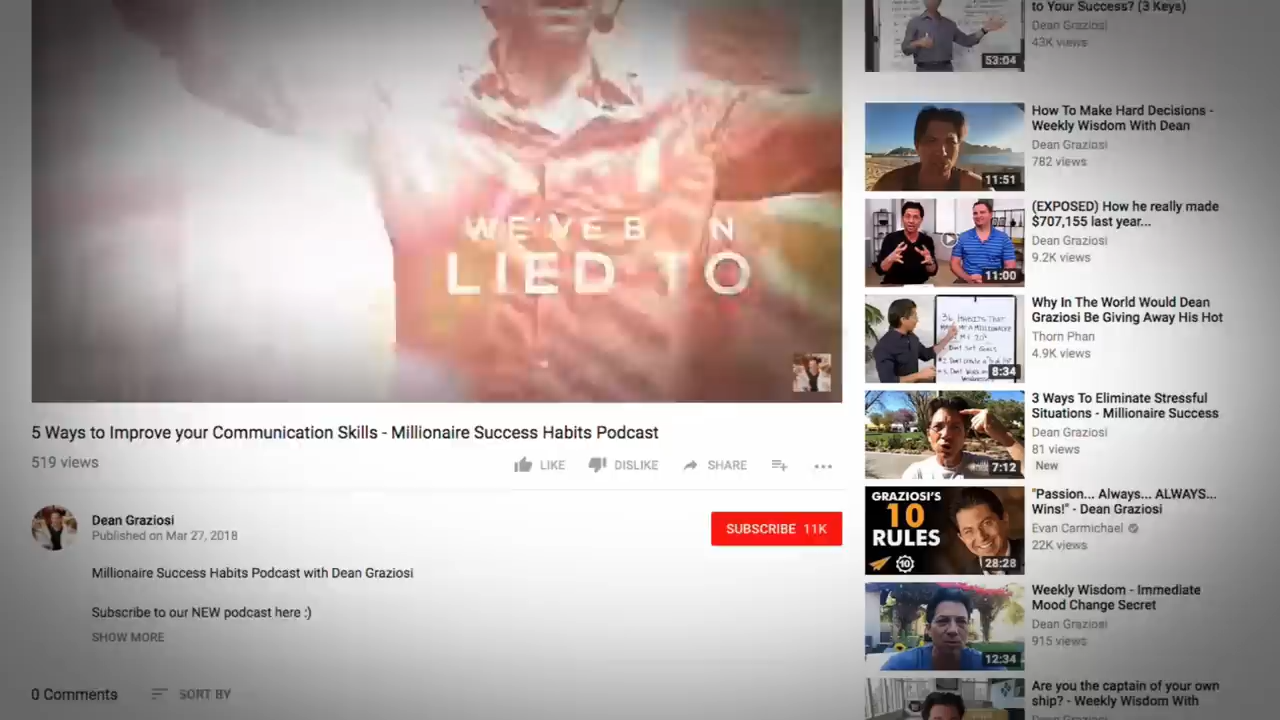 WE'VE B N
LIED TO
5 Ways to Improve your Communication Skills - Millionaire Success Habits Podcast
519 views
LIKE
DISLIKE
SHARE
Dean Graziosi
Published on Mar 27, 2018
SUBSCRIBE 11K
Millionaire Success Habits Podcast with Dean Graziosi
Subscribe to our NEW podcast here :)
SHOW MORE
0 Comments
SORT BY
to Your Success? (3 Keys)
Dean Graziosi
43K views
53:04
How To Make Hard Decisions -
Weekly Wisdom With Dean
Dean Graziosi
782 views
11:51
(EXPOSED) How he really made
$707,155 last year...
Dean Graziosi
9.2K views
11:00
Why In The World Would Dean
Graziosi Be Giving Away His Hot
Thorn Phan
4.9K views
36 HABITS THAT
8:34
3 Ways To Eliminate Stressful
Situations - Millionaire Success
Dean Graziosi
81 views
New
7:12
"Passion... Always... ALWAYS...
Wins!" - Dean Graziosi
Evan Carmichael
22K views
GRAZIOSI'S
10
RULES
10
28:28
Weekly Wisdom - Immediate
Mood Change Secret
Dean Graziosi
915 views
12:34
Are you the captain of your own
ship? - Weekly Wisdom With
Dean Graziosi